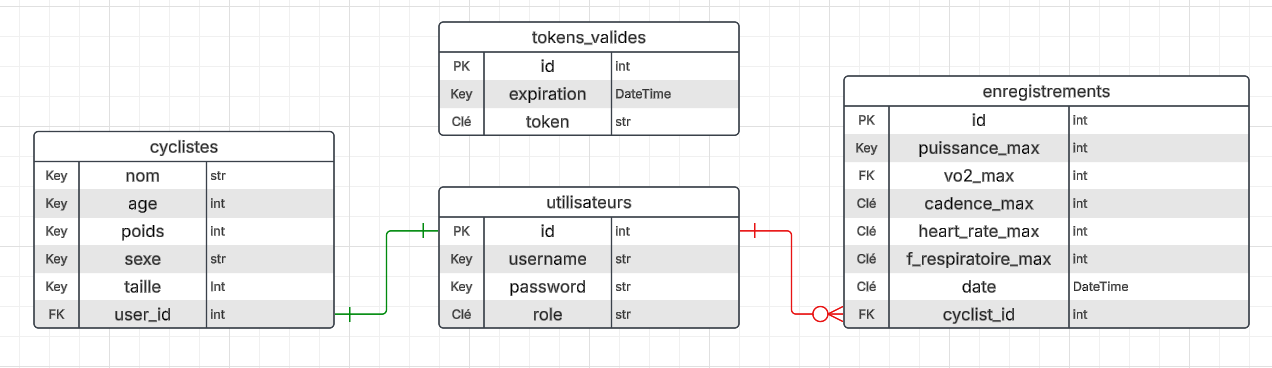 tokens_valides
PK id int
Key expiration DateTime
Clé token str
cyclistes
Key nom str
Key age int
Key poids int
Key sexe str
Key taille Int
FK user_id int
utilisateurs
PK id int
Key username str
Key password str
Clé role str
enregistrements
PK id int
Key puissance_max int
FK vo2_max int
Clé cadence_max int
Clé heart_rate_max int
Clé f_respiratoire_max int
Clé date DateTime
FK cyclist_id int